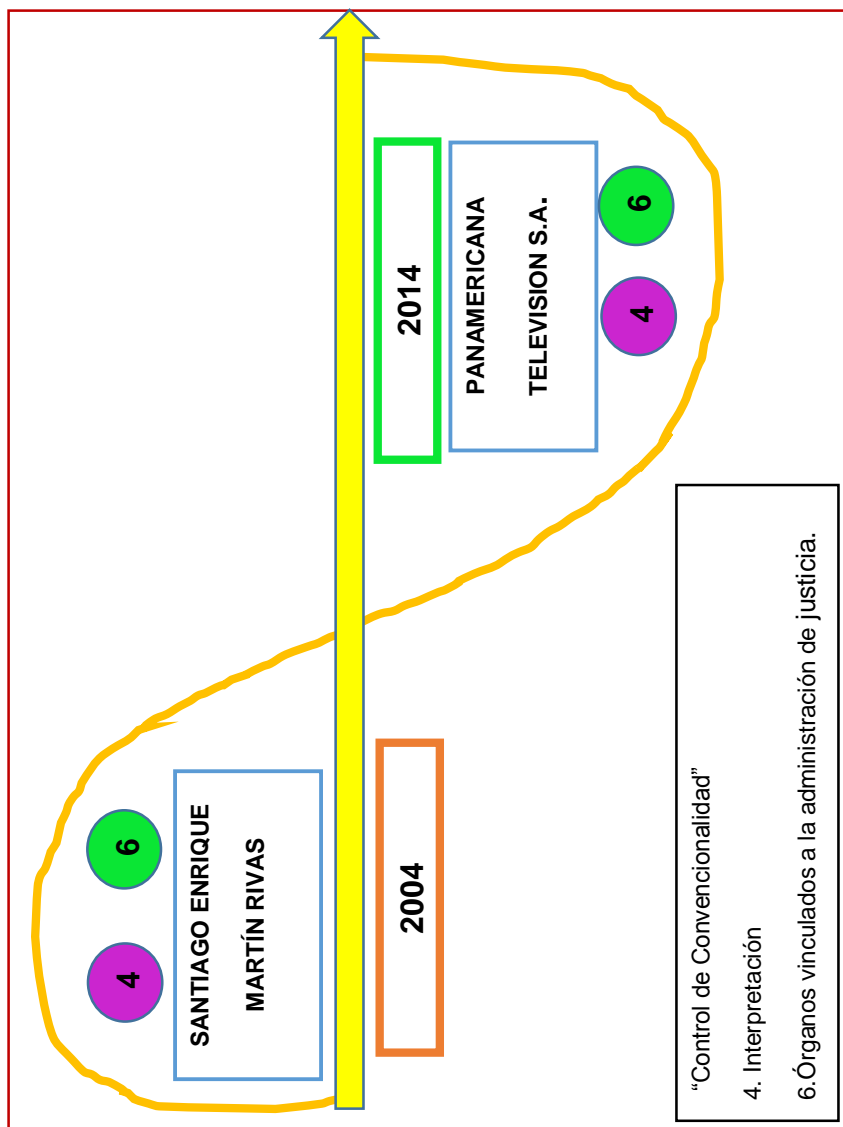 4
6
SANTIAGO ENRIQUE
MARTÍN RIVAS
2004
2014
PANAMERICANA
TELEVISION S.A.
4
6
“Control de Convencionalidad”
4. Interpretación
6.Órganos vinculados a la administración de justicia.